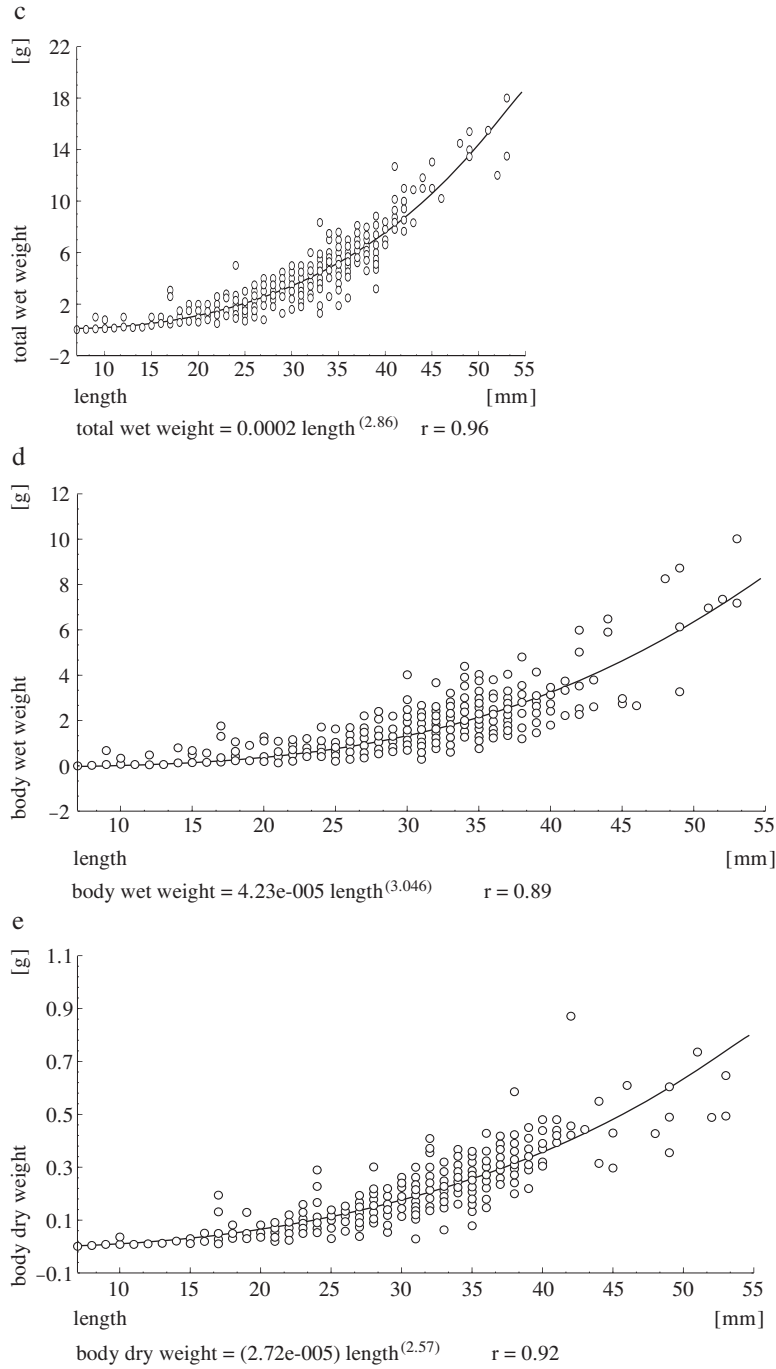 c
[g]
22
18
14
10
6
2
−2
total wet weight
10 15 20 25 30 35 40 45 50 55
length [mm]
total wet weight = 0.0002 length (2.86) r = 0.96
d
[g]
12
10
8
6
4
2
0
−2
body wet weight
10 15 20 25 30 35 40 45 50 55
length [mm]
body wet weight = 4.23e-005 length(3.046) r = 0.89
e
[g]
1.1
0.9
0.7
0.5
0.3
0.1
−0.1
body dry weight
10 15 20 25 30 35 40 45 50 55
length [mm]
body dry weight = (2.72e-005) length(2.57) r = 0.92